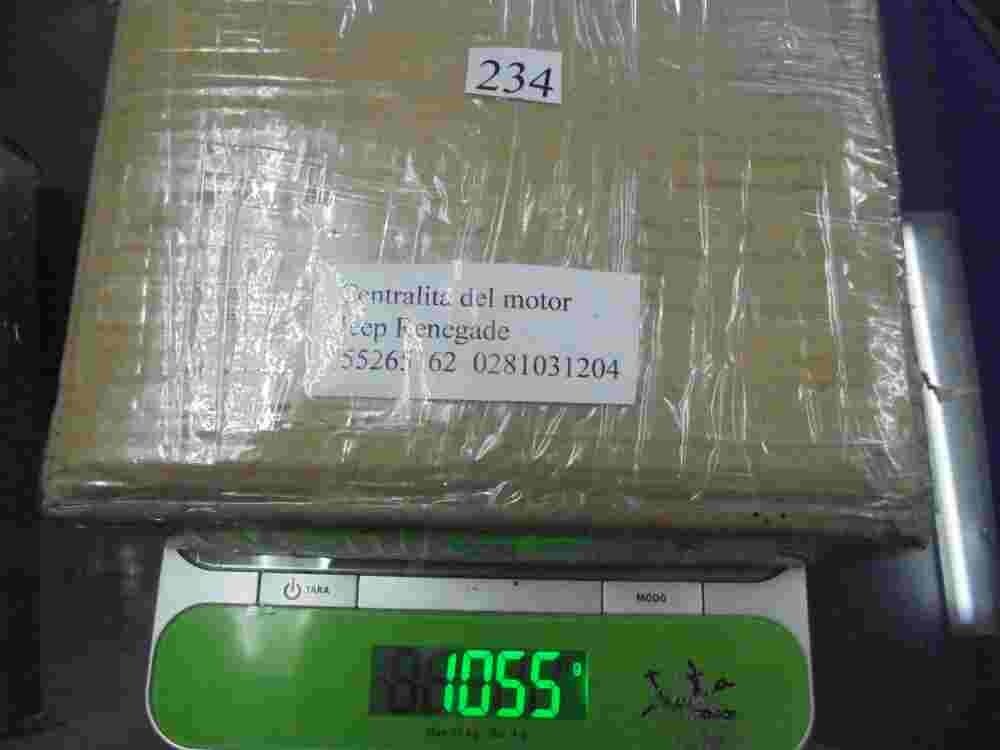 234
Centralita del motor
Jeep Renegade
0281031204
TARA
MODO
1055 g